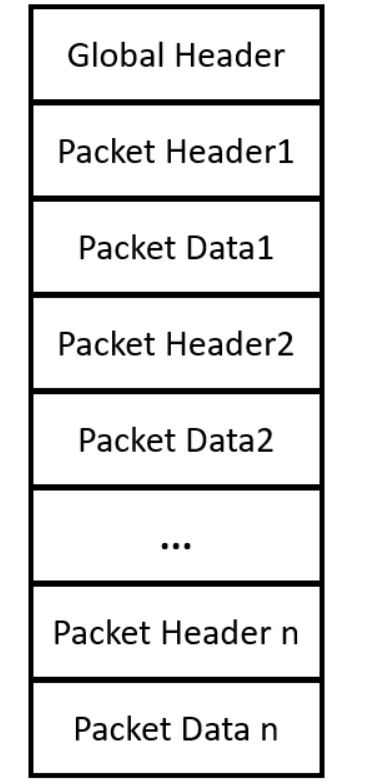 Global Header
Packet Header1
Packet Data1
Packet Header2
Packet Data2
...
Packet Header n
Packet Data n